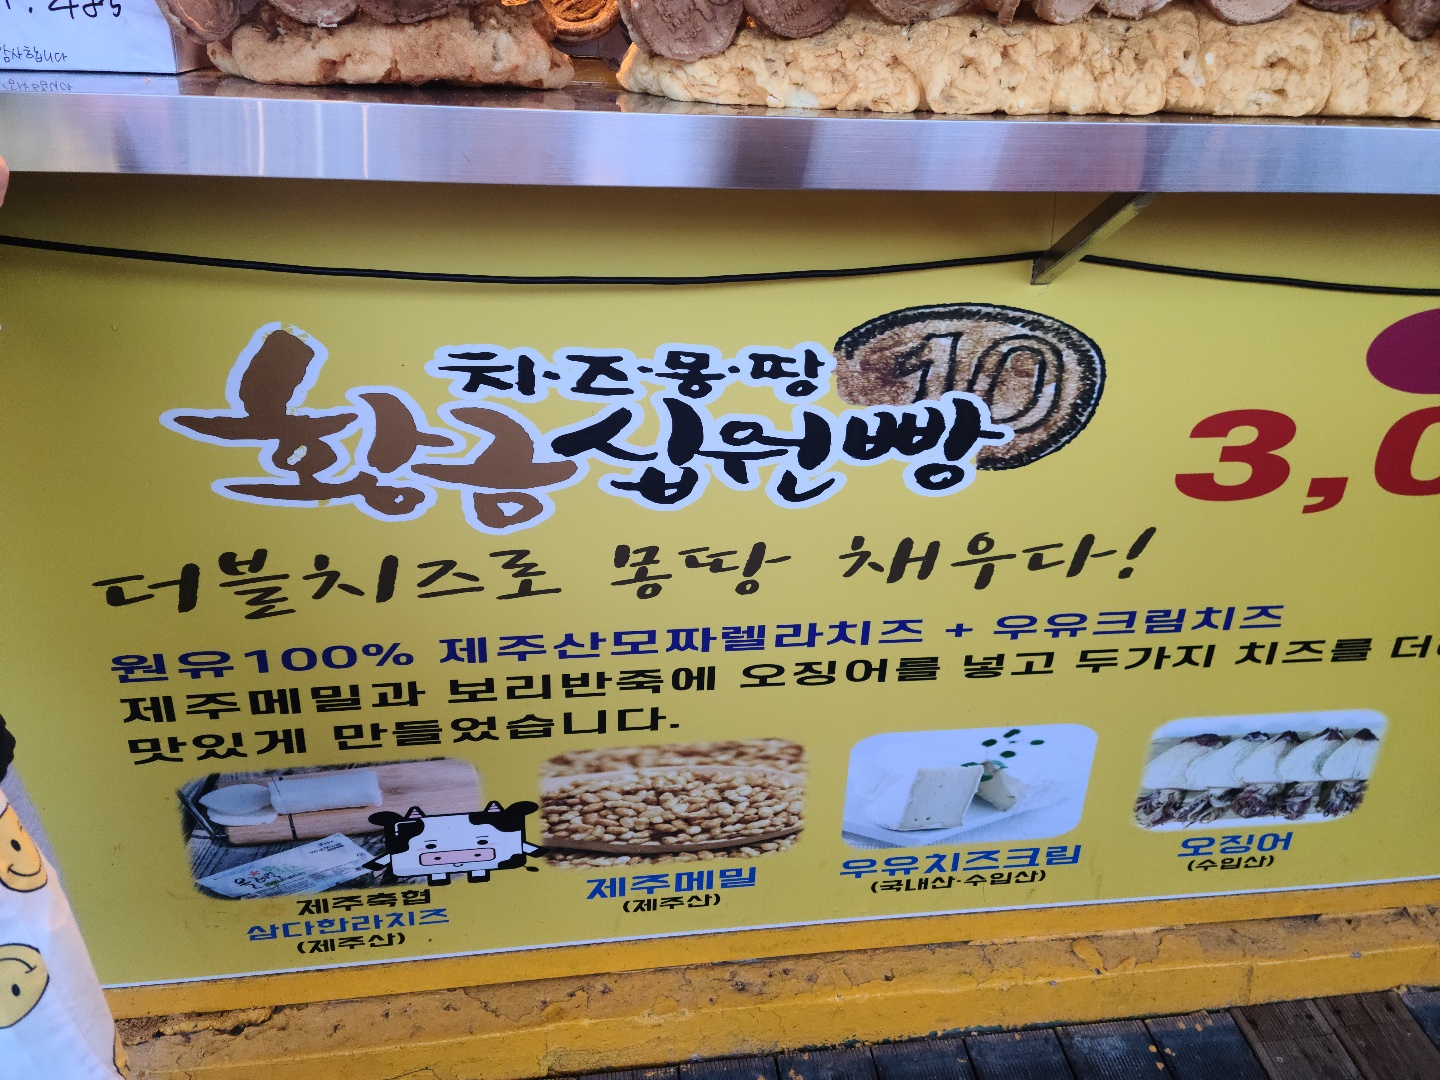 감사합니다
치·즈·몽·땅
10
황금십원빵
3,0
더블치즈로 몽땅 채우다!
원유100% 제주산모짜렐라치즈 + 우유크림치즈
제주메밀과 보리반죽에 오징어를 넣고 두가지 치즈를
맛있게 만들었습니다.
제주축협
삼다한라치즈
(제주산)
제주메밀
(제주산)
우유치즈크림
(국내산·수입산)
오징어
(수입산)